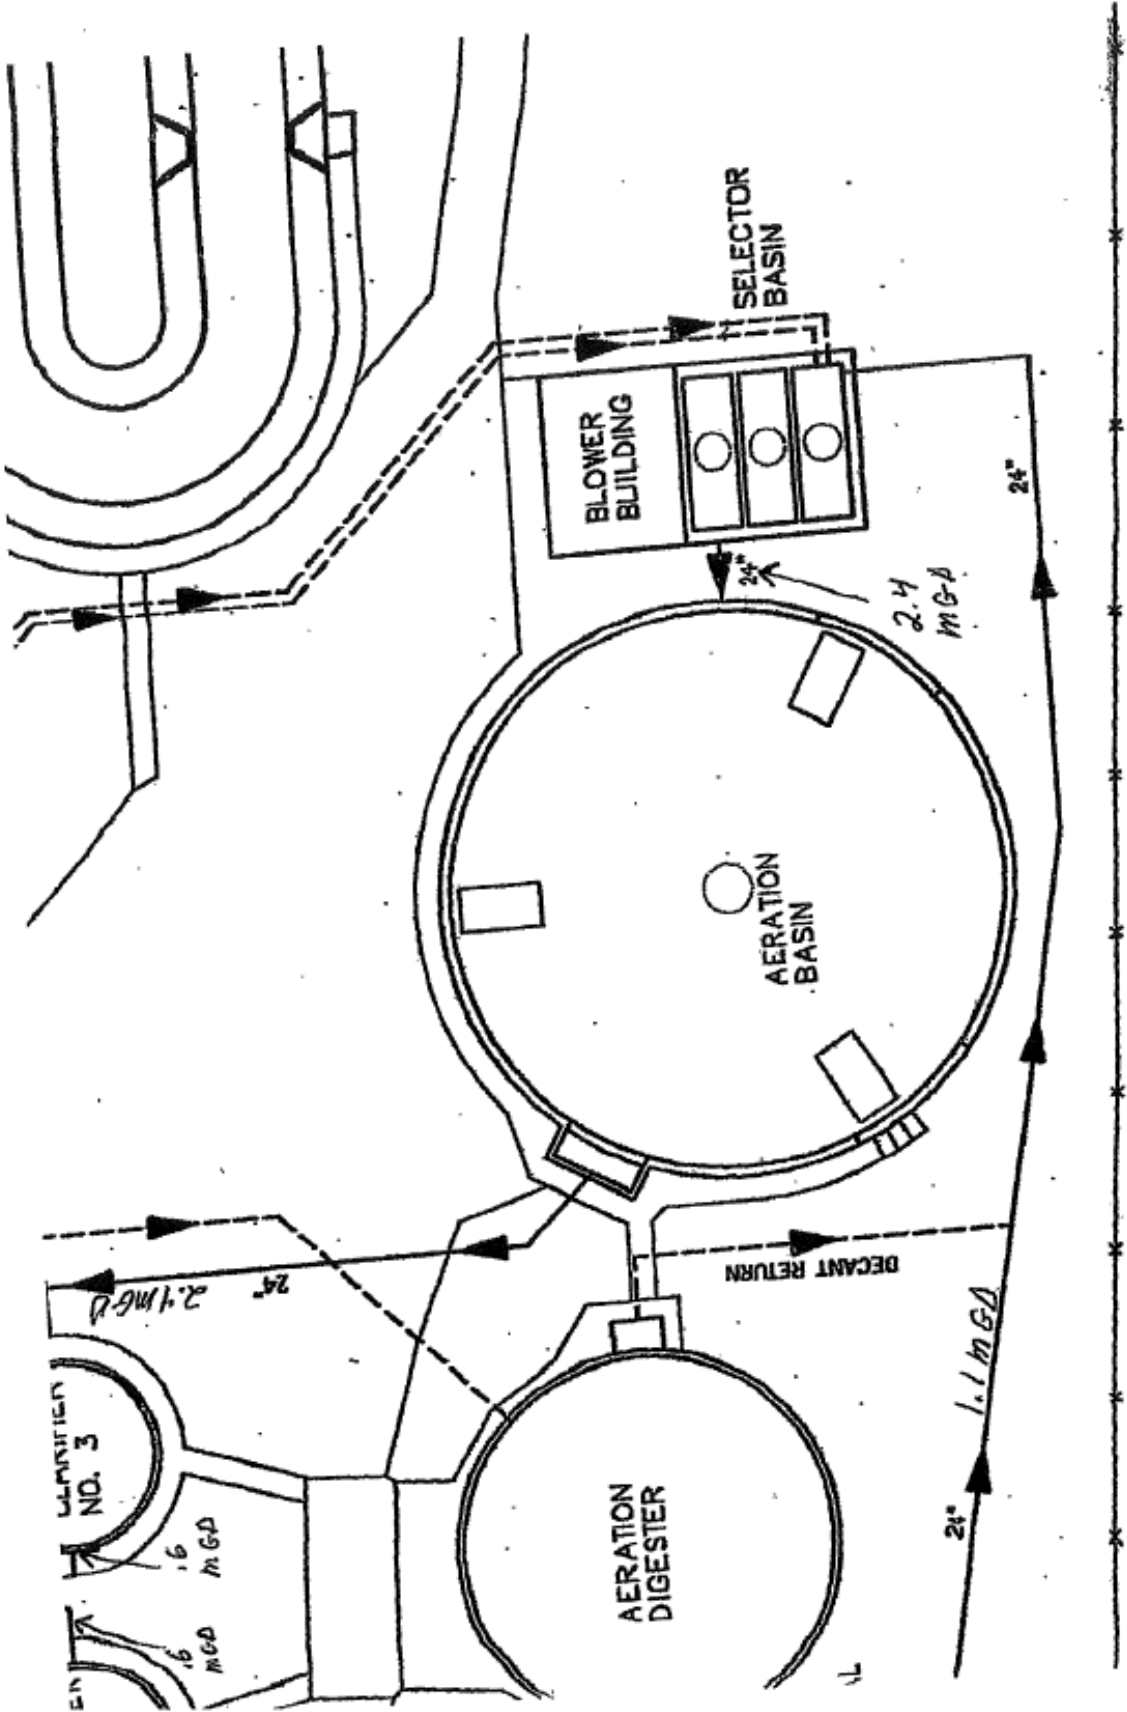 SELECTOR
BASIN
BLOWER
BUILDING
24"
24"
2.4
MGD
AERATION
BASIN
DECANT RETURN
24"
2.4 MGD
1.1 MGD
24"
NO. 3
.6
MGD
.6
MGD
AERATION
DIGESTER